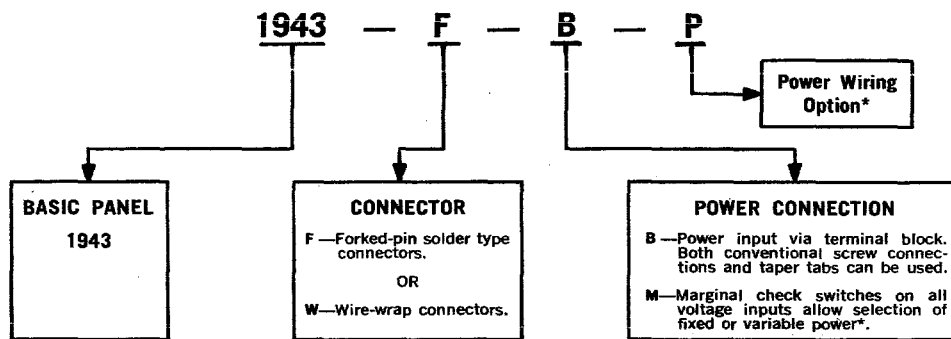 1943 — F — B — P
Power Wiring
Option*
BASIC PANEL
1943
CONNECTOR
F—Forked-pin solder type
connectors.
OR
W—Wire-wrap connectors.
POWER CONNECTION
B —Power input via terminal block.
Both conventional screw connec-
tions and taper tabs can be used.
M—Marginal check switches on all
voltage inputs allow selection of
fixed or variable power*.